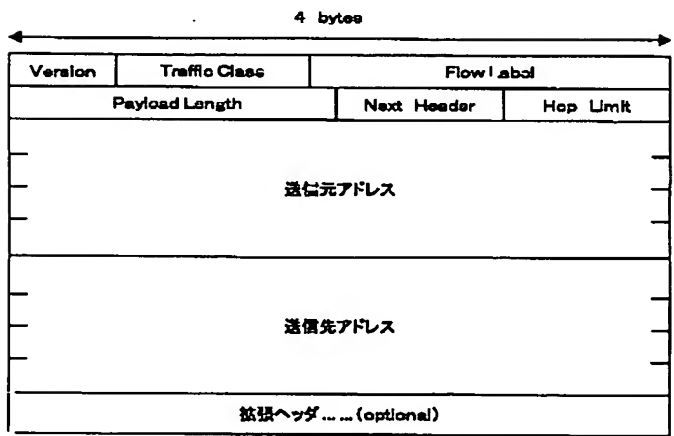 4 bytes
Version Traffic Class Flow Label
Payload Length Next Header Hop Limit
送信元アドレス
送信先アドレス
拡張ヘッダ……(optional)